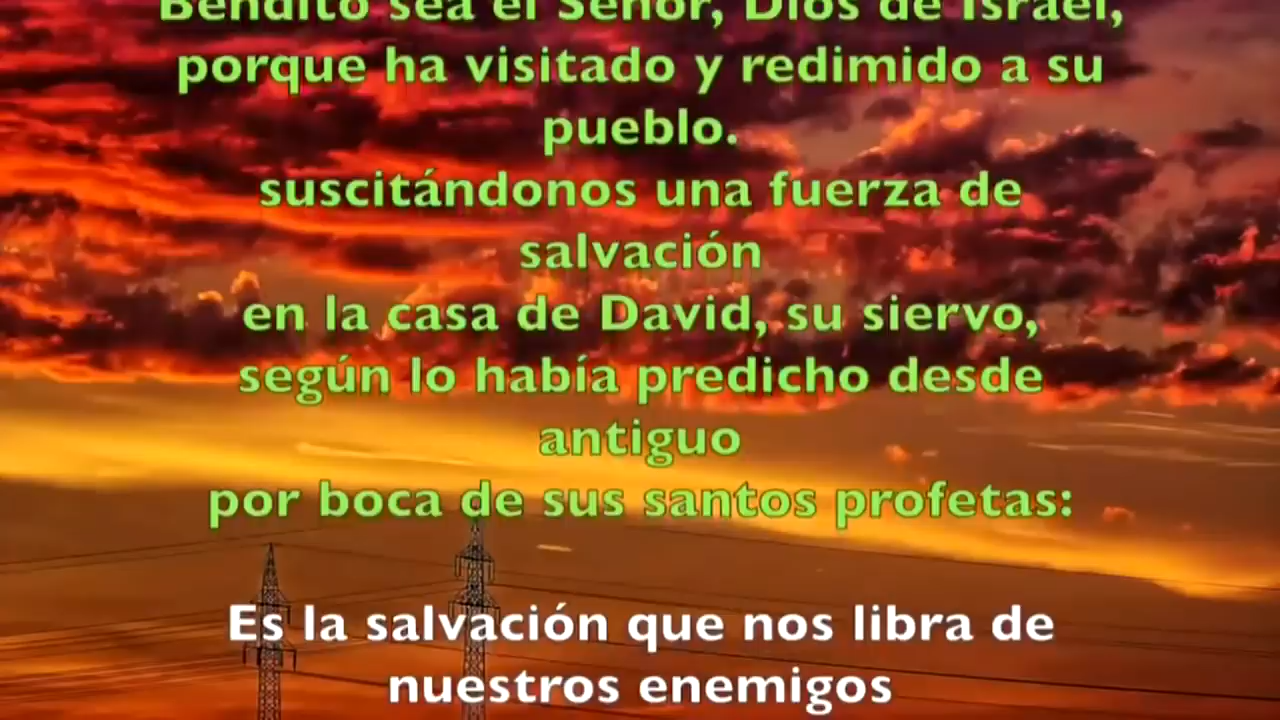 Bendito sea el Señor, Dios de Israel,
porque ha visitado y redimido a su
pueblo.
suscitándonos una fuerza de
salvación
en la casa de David, su siervo,
según lo había predicho desde
antiguo
por boca de sus santos profetas:
Es la salvación que nos libra de
nuestros enemigos